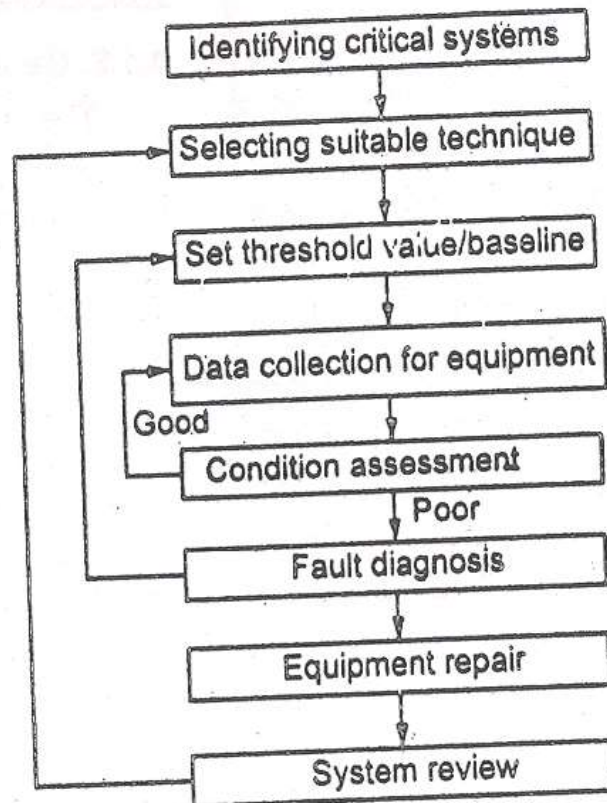 Identifying critical systems
Selecting suitable technique
Set threshold value/baseline
Data collection for equipment
Good
Condition assessment
Poor
Fault diagnosis
Equipment repair
System review